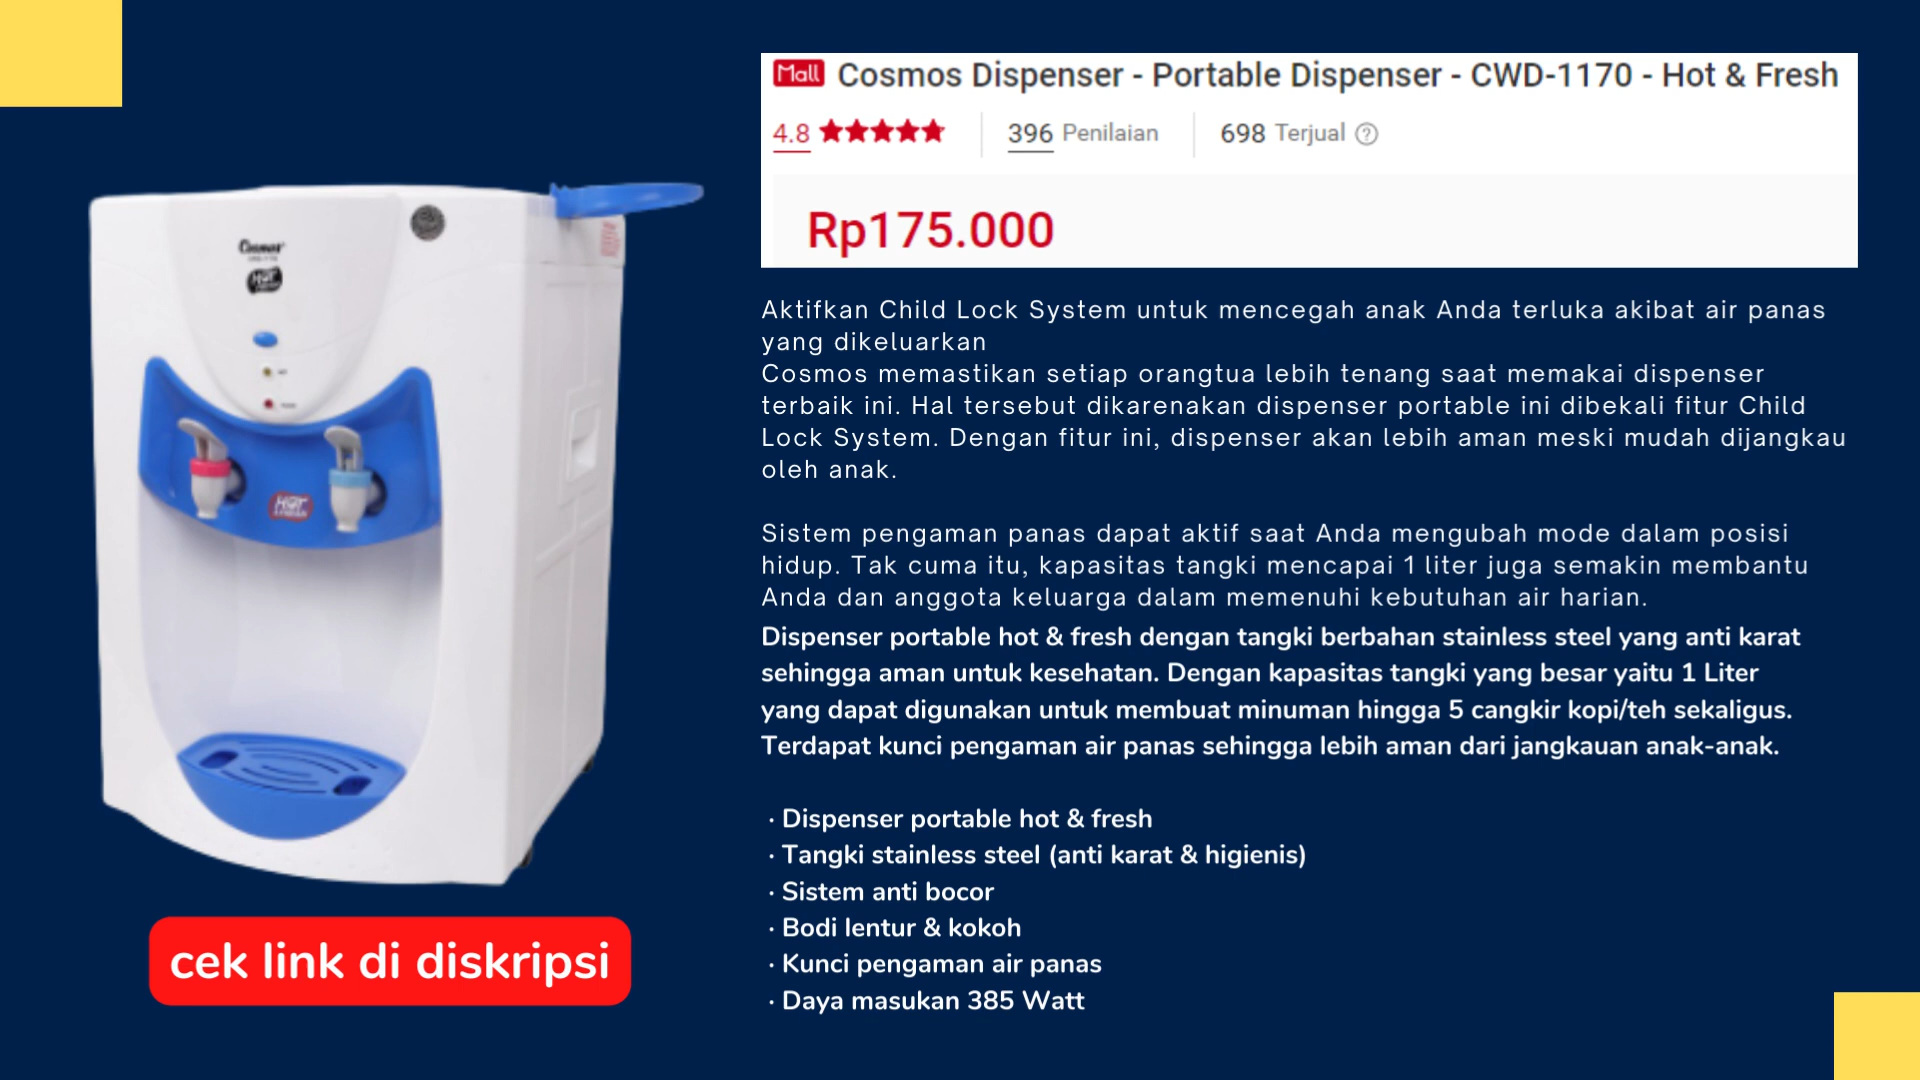 Mall Cosmos Dispenser - Portable Dispenser - CWD-1170 - Hot & Fresh
4.8 396 Penilaian 698 Terjual ?
Rp175.000
Cosmos
HOT
HOT
Aktifkan Child Lock System untuk mencegah anak Anda terluka akibat air panas
yang dikeluarkan
Cosmos memastikan setiap orangtua lebih tenang saat memakai dispenser
terbaik ini. Hal tersebut dikarenakan dispenser portable ini dibekali fitur Child
Lock System. Dengan fitur ini, dispenser akan lebih aman meski mudah dijangkau
oleh anak.
Sistem pengaman panas dapat aktif saat Anda mengubah mode dalam posisi
hidup. Tak cuma itu, kapasitas tangki mencapai 1 liter juga semakin membantu
Anda dan anggota keluarga dalam memenuhi kebutuhan air harian.
Dispenser portable hot & fresh dengan tangki berbahan stainless steel yang anti karat
sehingga aman untuk kesehatan. Dengan kapasitas tangki yang besar yaitu 1 Liter
yang dapat digunakan untuk membuat minuman hingga 5 cangkir kopi/teh sekaligus.
Terdapat kunci pengaman air panas sehingga lebih aman dari jangkauan anak-anak.
· Dispenser portable hot & fresh
· Tangki stainless steel (anti karat & higienis)
· Sistem anti bocor
· Bodi lentur & kokoh
· Kunci pengaman air panas
· Daya masukan 385 Watt
cek link di diskripsi